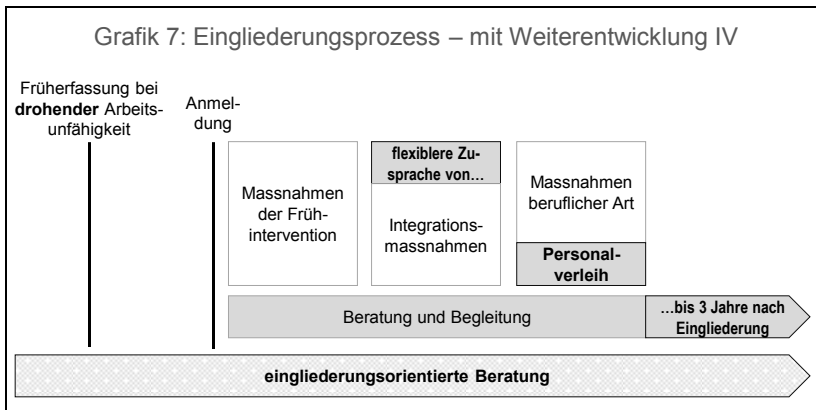 Grafik 7: Eingliederungsprozess – mit Weiterentwicklung IV
Früherfassung bei
drohender Arbeits-
unfähigkeit
Anmel-
dung
Massnahmen
der Früh-
intervention
flexiblere Zu-
sprache von…
Integrations-
massnahmen
Massnahmen
beruflicher Art
Personal-
verleih
Beratung und Begleitung
…bis 3 Jahre nach
Eingliederung
eingliederungsorientierte Beratung